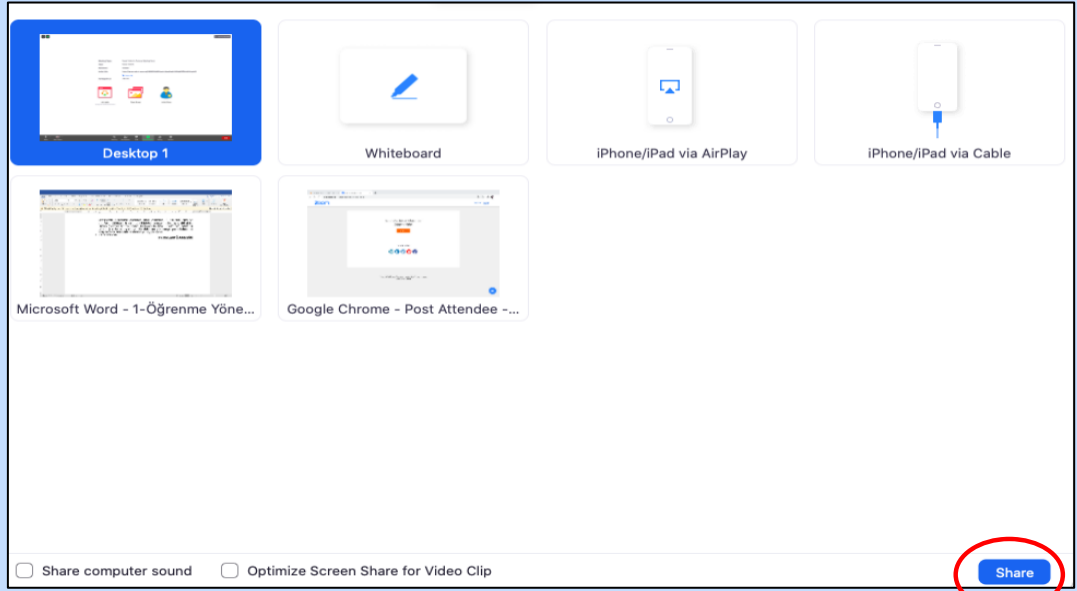 Desktop 1
Whiteboard
iPhone/iPad via AirPlay
iPhone/iPad via Cable
Microsoft Word - 1-Öğrenme Yöne...
Google Chrome - Post Attendee -...
Share computer sound
Optimize Screen Share for Video Clip
Share